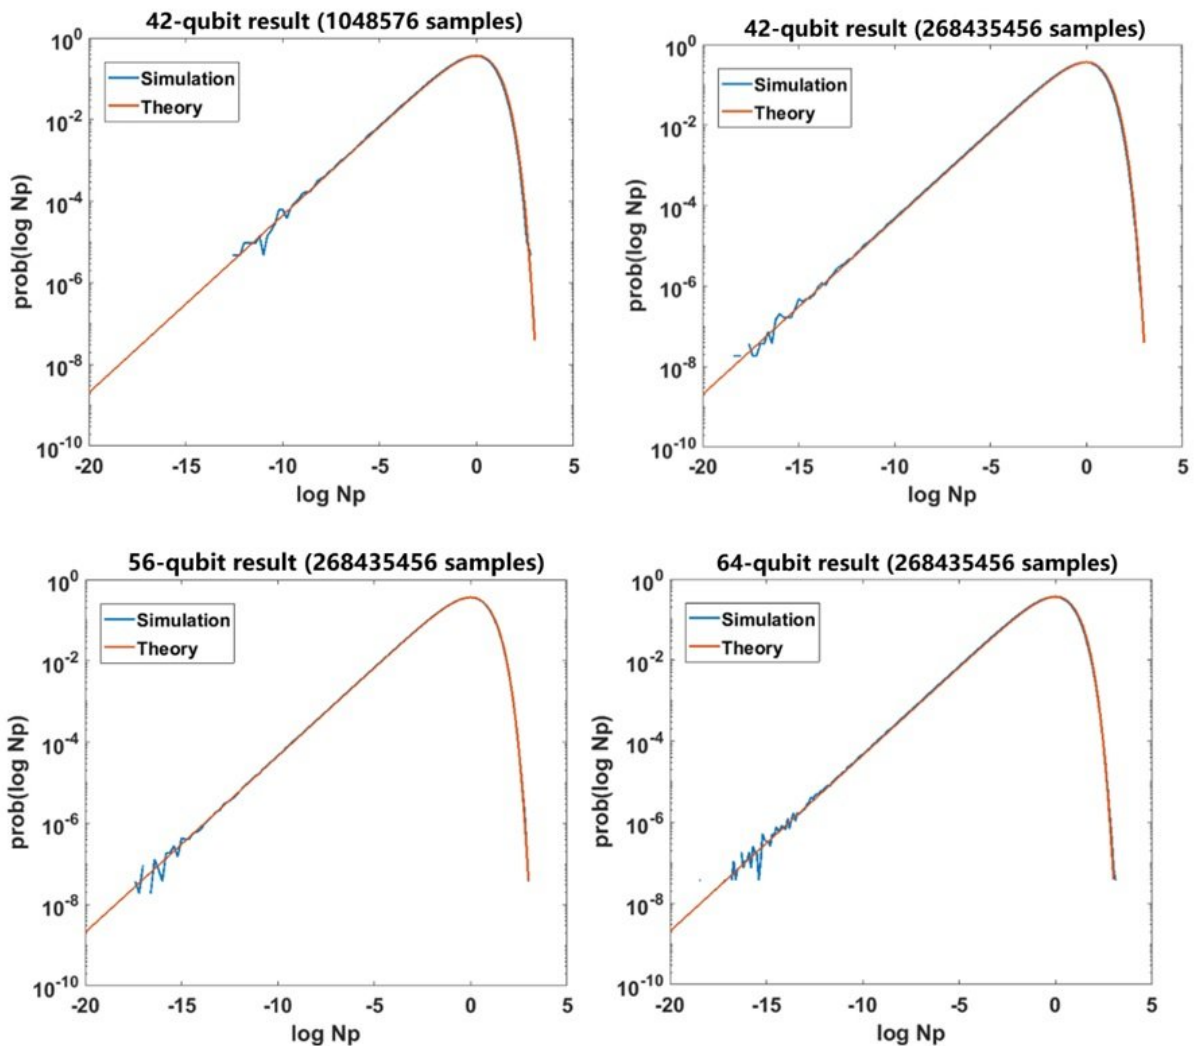 42-qubit result (1048576 samples)
10^0
10^-2
10^-4
10^-6
10^-8
10^-10
prob(log Np)
Simulation
Theory
-20 -15 -10 -5 0 5
log Np
42-qubit result (268435456 samples)
10^0
10^-2
10^-4
10^-6
10^-8
10^-10
prob(log Np)
Simulation
Theory
-20 -15 -10 -5 0 5
log Np
56-qubit result (268435456 samples)
10^0
10^-2
10^-4
10^-6
10^-8
10^-10
prob(log Np)
Simulation
Theory
-20 -15 -10 -5 0 5
log Np
64-qubit result (268435456 samples)
10^0
10^-2
10^-4
10^-6
10^-8
10^-10
prob(log Np)
Simulation
Theory
-20 -15 -10 -5 0 5
log Np